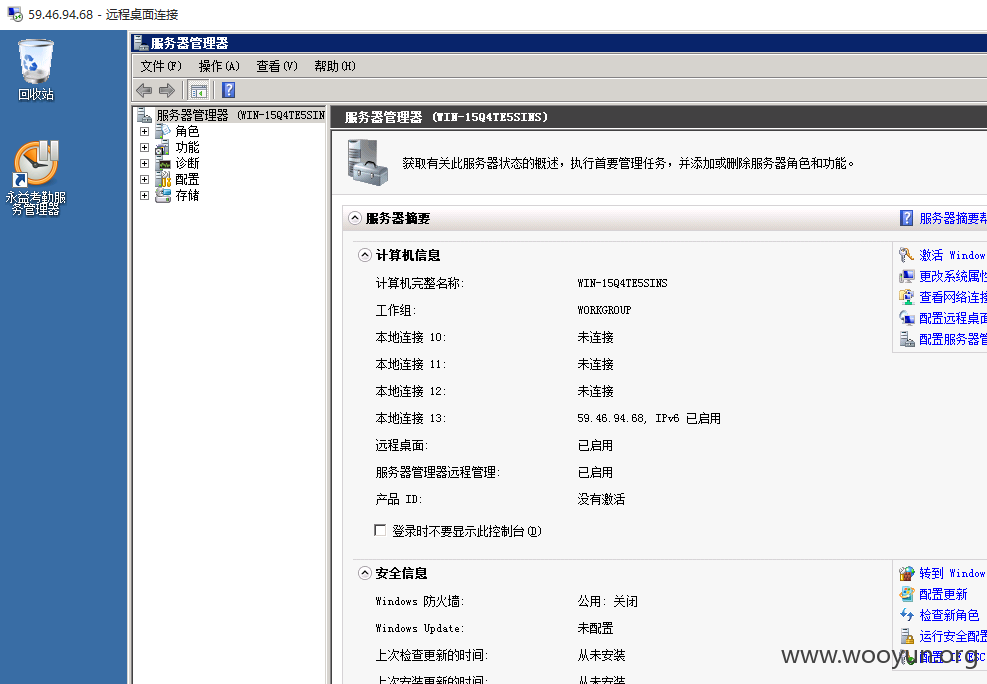 59.46.94.68 - 远程桌面连接
回收站
永益考勤服
务管理器
服务器管理器
文件(F) 操作(A) 查看(V) 帮助(H)
服务器管理器 (WIN-15Q4TE5SIN
角色
功能
诊断
配置
存储
服务器管理器 (WIN-15Q4TE5SINS)
获取有关此服务器状态的概述，执行首要管理任务，并添加或删除服务器角色和功能。
服务器摘要
服务器摘要帮
计算机信息
计算机完整名称: WIN-15Q4TE5SINS
工作组: WORKGROUP
本地连接 10: 未连接
本地连接 11: 未连接
本地连接 12: 未连接
本地连接 13: 59.46.94.68, IPv6 已启用
远程桌面: 已启用
服务器管理器远程管理: 已启用
产品 ID: 没有激活
登录时不要显示此控制台(D)
激活 Window
更改系统属性
查看网络连接
配置远程桌面
配置服务器管
安全信息
Windows 防火墙: 公用: 关闭
Windows Update: 未配置
上次检查更新的时间: 从未安装
上次安装更新的时间: 从未安装
转到 Window
配置更新
检查新角色
运行安全配置
配置 IE ESC
www.wooyun.org